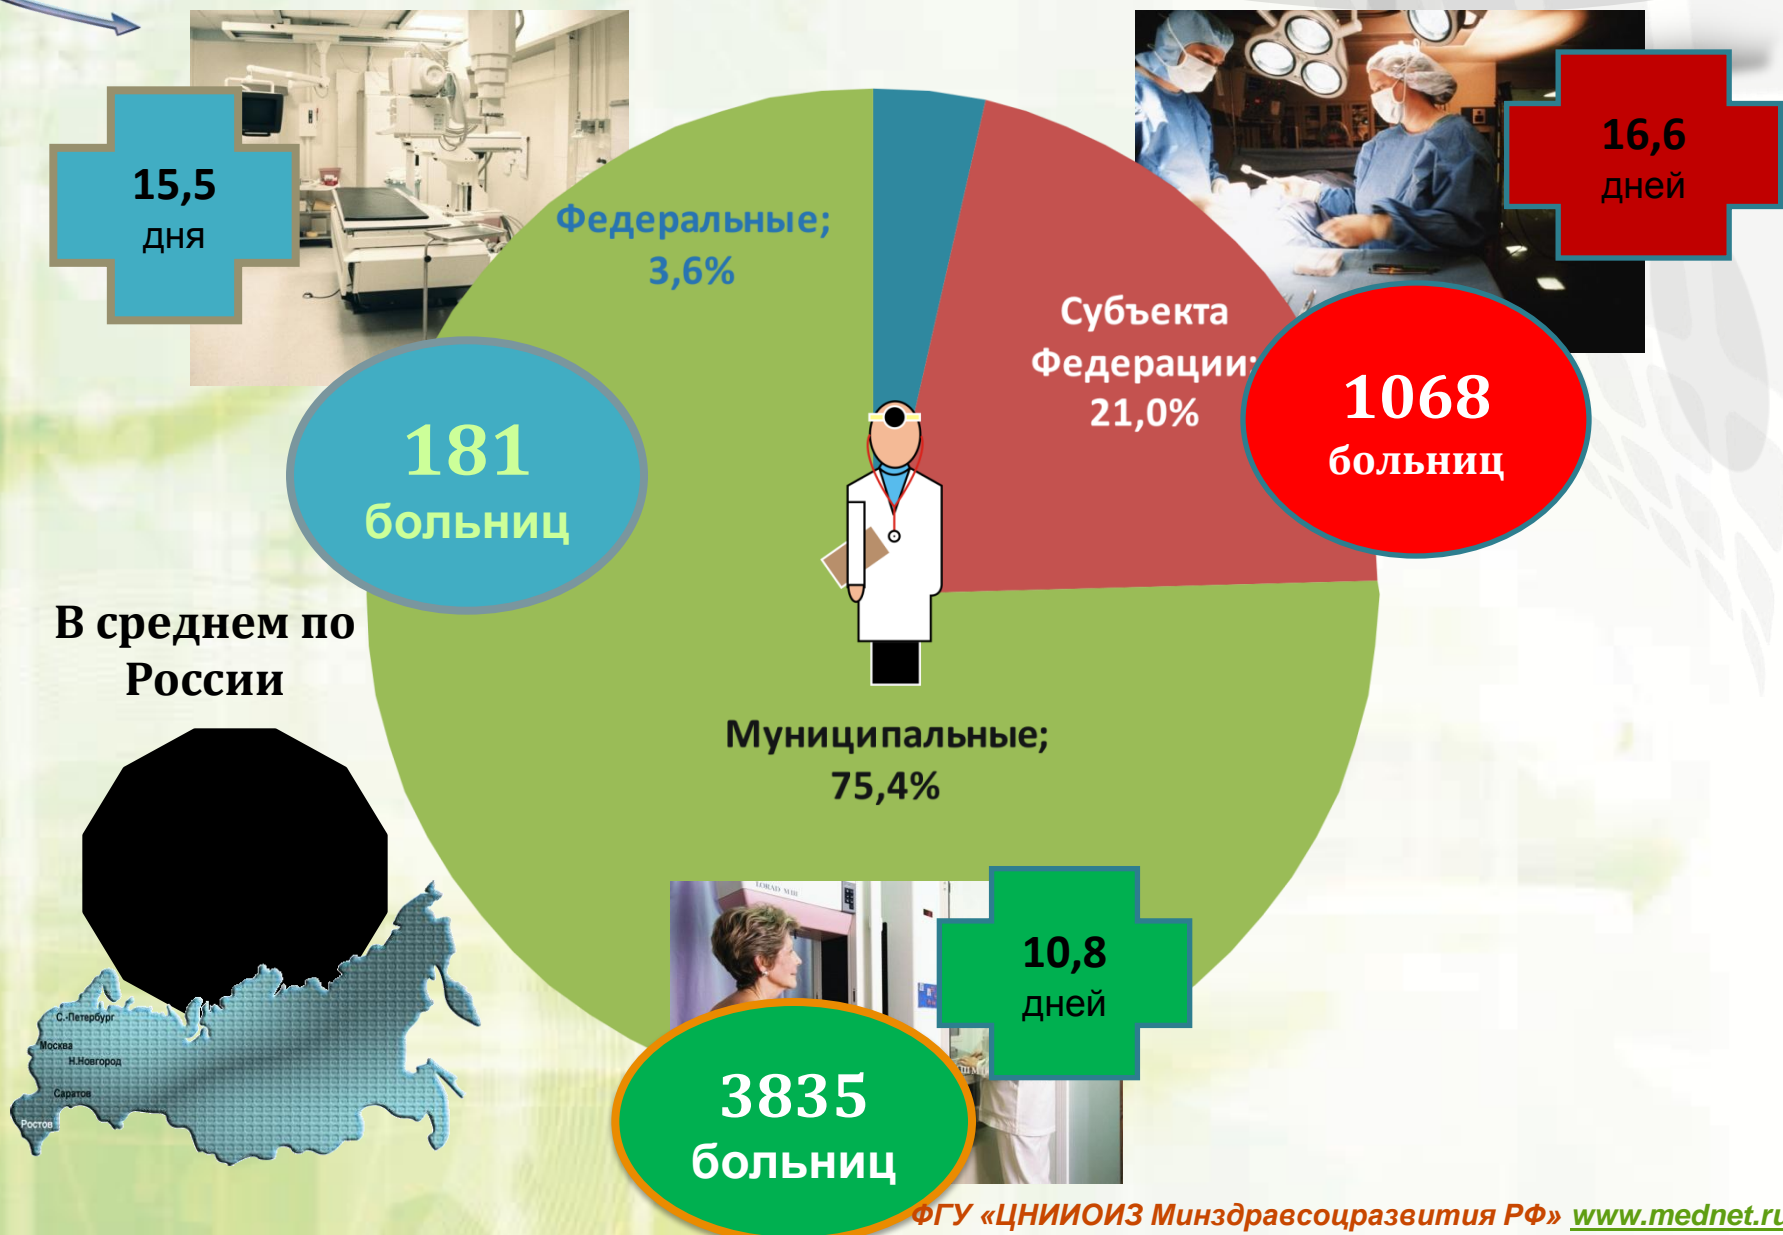 15,5
дня
16,6
дней
Федеральные;
3,6%
Субъекта
Федерации;
21,0%
1068
больниц
181
больниц
В среднем по
России
Муниципальные;
75,4%
LORAD M-III
10,8
дней
С.-Петербург
Москва
Н.Новгород
Саратов
Ростов
3835
больниц
ФГУ «ЦНИИОИЗ Минздравсоцразвития РФ» www.mednet.ru